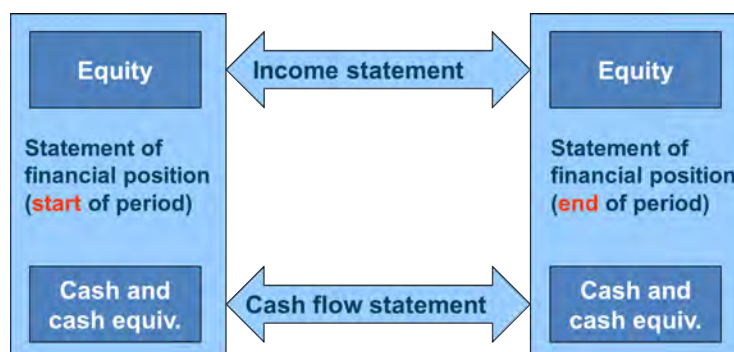 Equity
Income statement
Equity
Statement of
financial position
(start of period)
Statement of
financial position
(end of period)
Cash and
cash equiv.
Cash flow statement
Cash and
cash equiv.